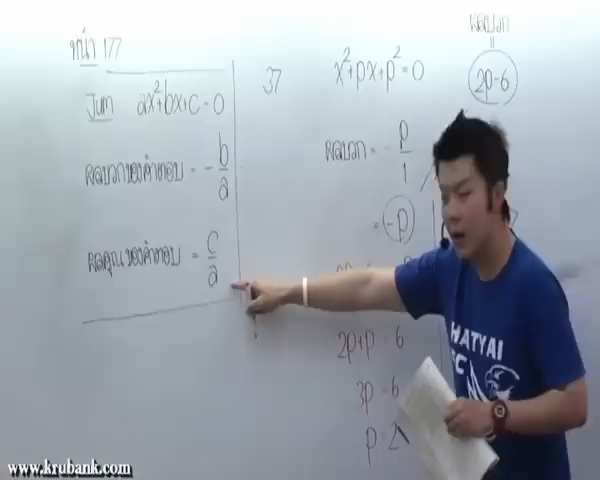 หน้า 177
ax²+bx+c = 0
ผลบวกของคำตอบ = -b/a
ผลคูณของคำตอบ = c/a
37
x²+px+p² = 0
ผลบวก = -p/1
= -p
2p+p = 6
3p = 6
p = 2
ผลบวก
=
2p-6
HATYAI
www.krubank.com